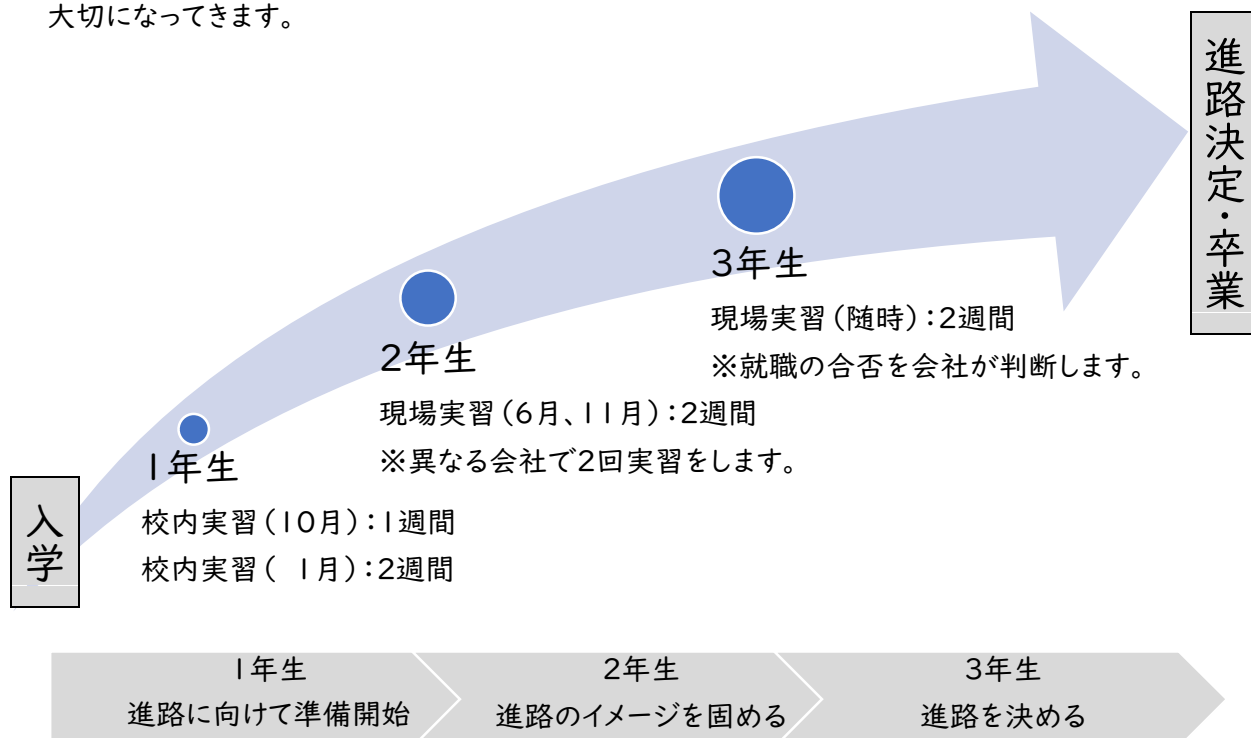 大切になってきます。
進路決定・卒業
3年生
現場実習(随時):2週間
※就職の合否を会社が判断します。
2年生
現場実習(6月、11月):2週間
※異なる会社で2回実習をします。
1年生
校内実習(10月):1週間
校内実習( 1月):2週間
入学
1年生
進路に向けて準備開始
2年生
進路のイメージを固める
3年生
進路を決める